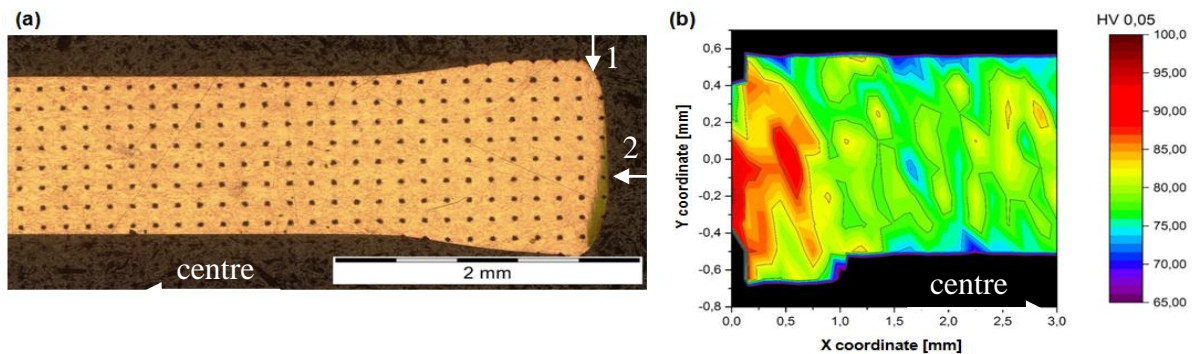 (a)
1
2
centre
2 mm
(b)
HV 0,05
100,0
95,00
90,00
85,00
80,00
75,00
70,00
65,00
Y coordinate [mm]
0,6
0,4
0,2
0,0
-0,2
-0,4
-0,6
-0,8
centre
0,0 0,5 1,0 1,5 2,0 2,5 3,0
X coordinate [mm]